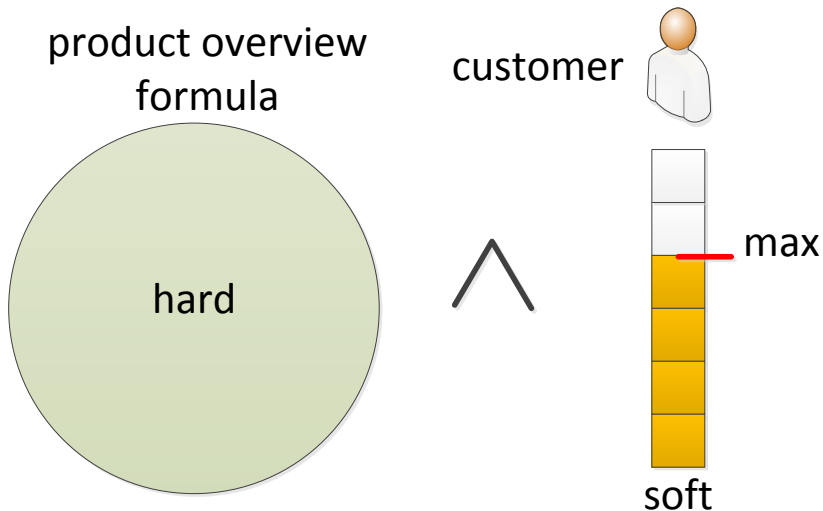 product overview
formula
customer
hard
max
soft